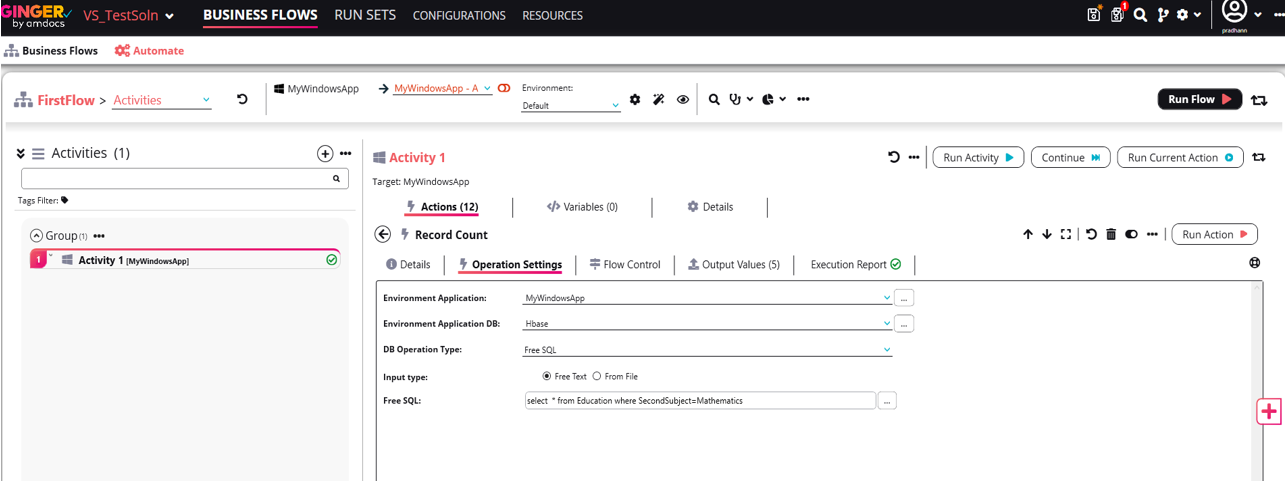 GINGER
by amdocs
VS_TestSoln
BUSINESS FLOWS RUN SETS CONFIGURATIONS RESOURCES
1
pradhann
Business Flows Automate
FirstFlow > Activities
MyWindowsApp
MyWindowsApp - A
Environment:
Default
Run Flow
Activities (1)
Tags Filter:
Group (1)
1 Activity 1 [MyWindowsApp]
Activity 1
Run Activity Continue Run Current Action
Target: MyWindowsApp
Actions (12) Variables (0) Details
Record Count
Run Action
Details Operation Settings Flow Control Output Values (5) Execution Report
Environment Application: MyWindowsApp ...
Environment Application DB: Hbase ...
DB Operation Type: Free SQL
Input type: Free Text From File
Free SQL: select * from Education where SecondSubject=Mathematics ...